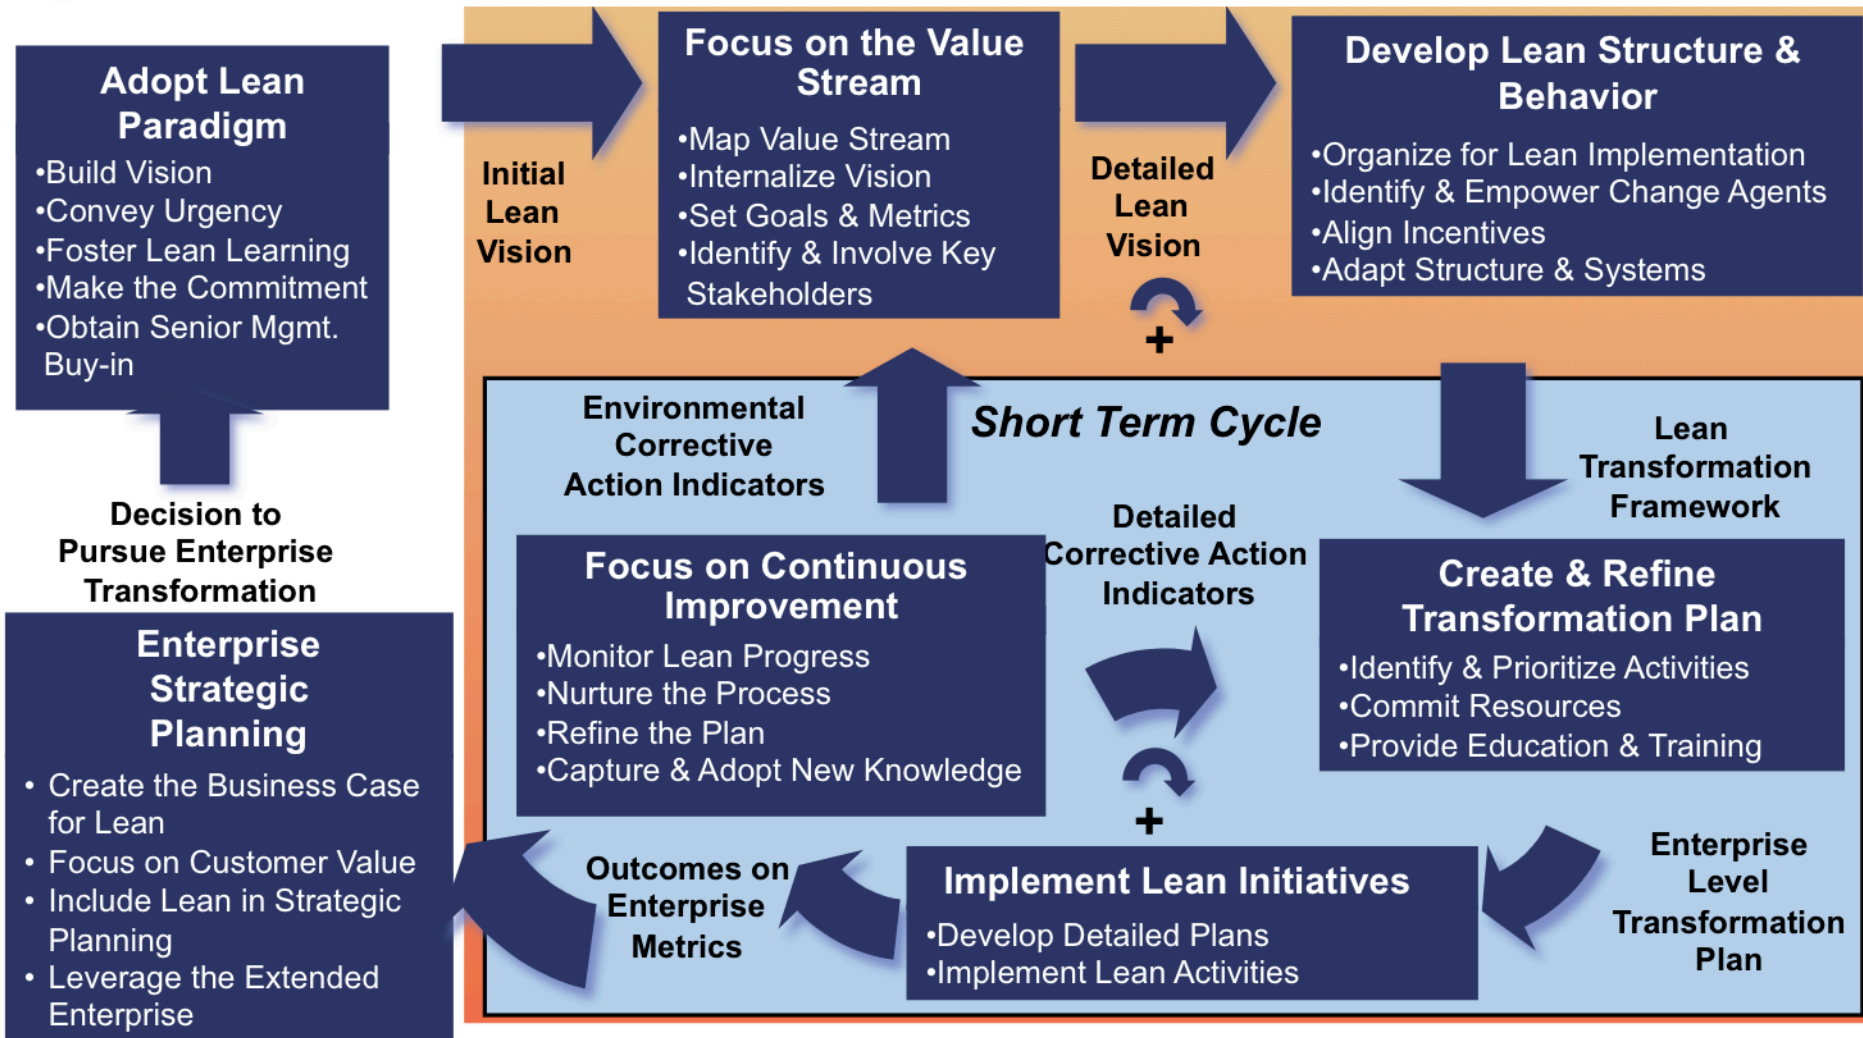 Adopt Lean
Paradigm
•Build Vision
•Convey Urgency
•Foster Lean Learning
•Make the Commitment
•Obtain Senior Mgmt.
Buy-in
Initial
Lean
Vision
Focus on the Value
Stream
•Map Value Stream
•Internalize Vision
•Set Goals & Metrics
•Identify & Involve Key
Stakeholders
Detailed
Lean
Vision
+
Develop Lean Structure &
Behavior
•Organize for Lean Implementation
•Identify & Empower Change Agents
•Align Incentives
•Adapt Structure & Systems
Decision to
Pursue Enterprise
Transformation
Enterprise
Strategic
Planning
• Create the Business Case
for Lean
• Focus on Customer Value
• Include Lean in Strategic
Planning
• Leverage the Extended
Enterprise
Environmental
Corrective
Action Indicators
Short Term Cycle
Lean
Transformation
Framework
Focus on Continuous
Improvement
•Monitor Lean Progress
•Nurture the Process
•Refine the Plan
•Capture & Adopt New Knowledge
Detailed
Corrective Action
Indicators
+
Create & Refine
Transformation Plan
•Identify & Prioritize Activities
•Commit Resources
•Provide Education & Training
Outcomes on
Enterprise
Metrics
Implement Lean Initiatives
•Develop Detailed Plans
•Implement Lean Activities
Enterprise
Level
Transformation
Plan